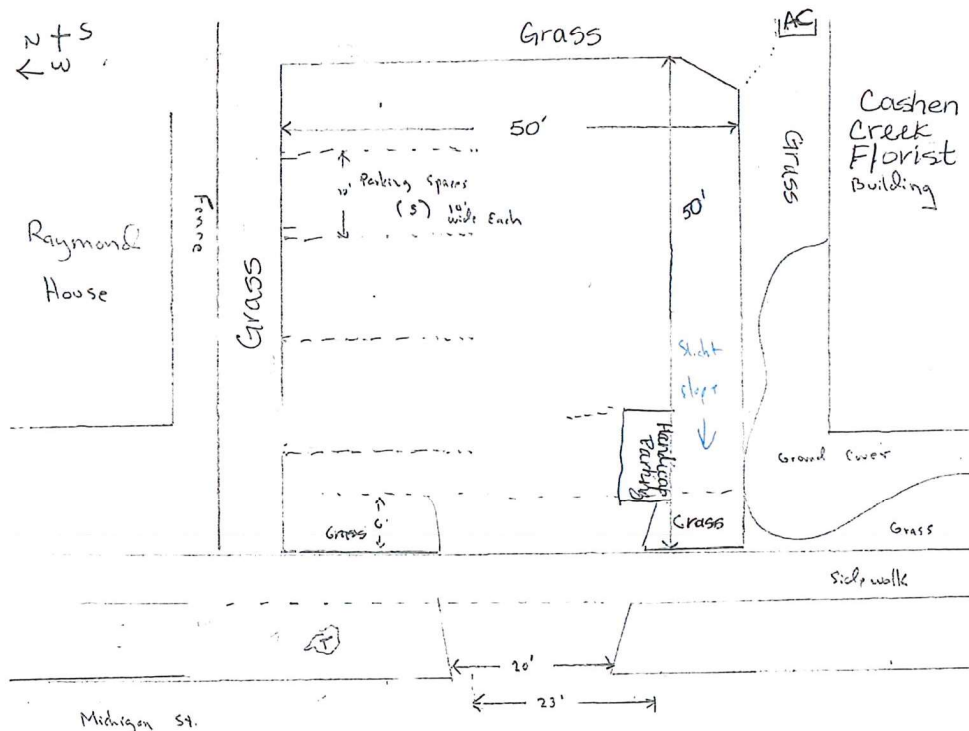 N + S
← W
Grass
AC
50'
Cashen
Creek
Florist
Building
Grass
Parking Spaces
(5) 10'
wide Each
10'
50'
Fence
Raymond
House
Grass
Slight
slope
Handicap
Parking
Ground Cover
Grass
6'
Grass
Grass
Sidewalk
T
20'
23'
Michigan St.